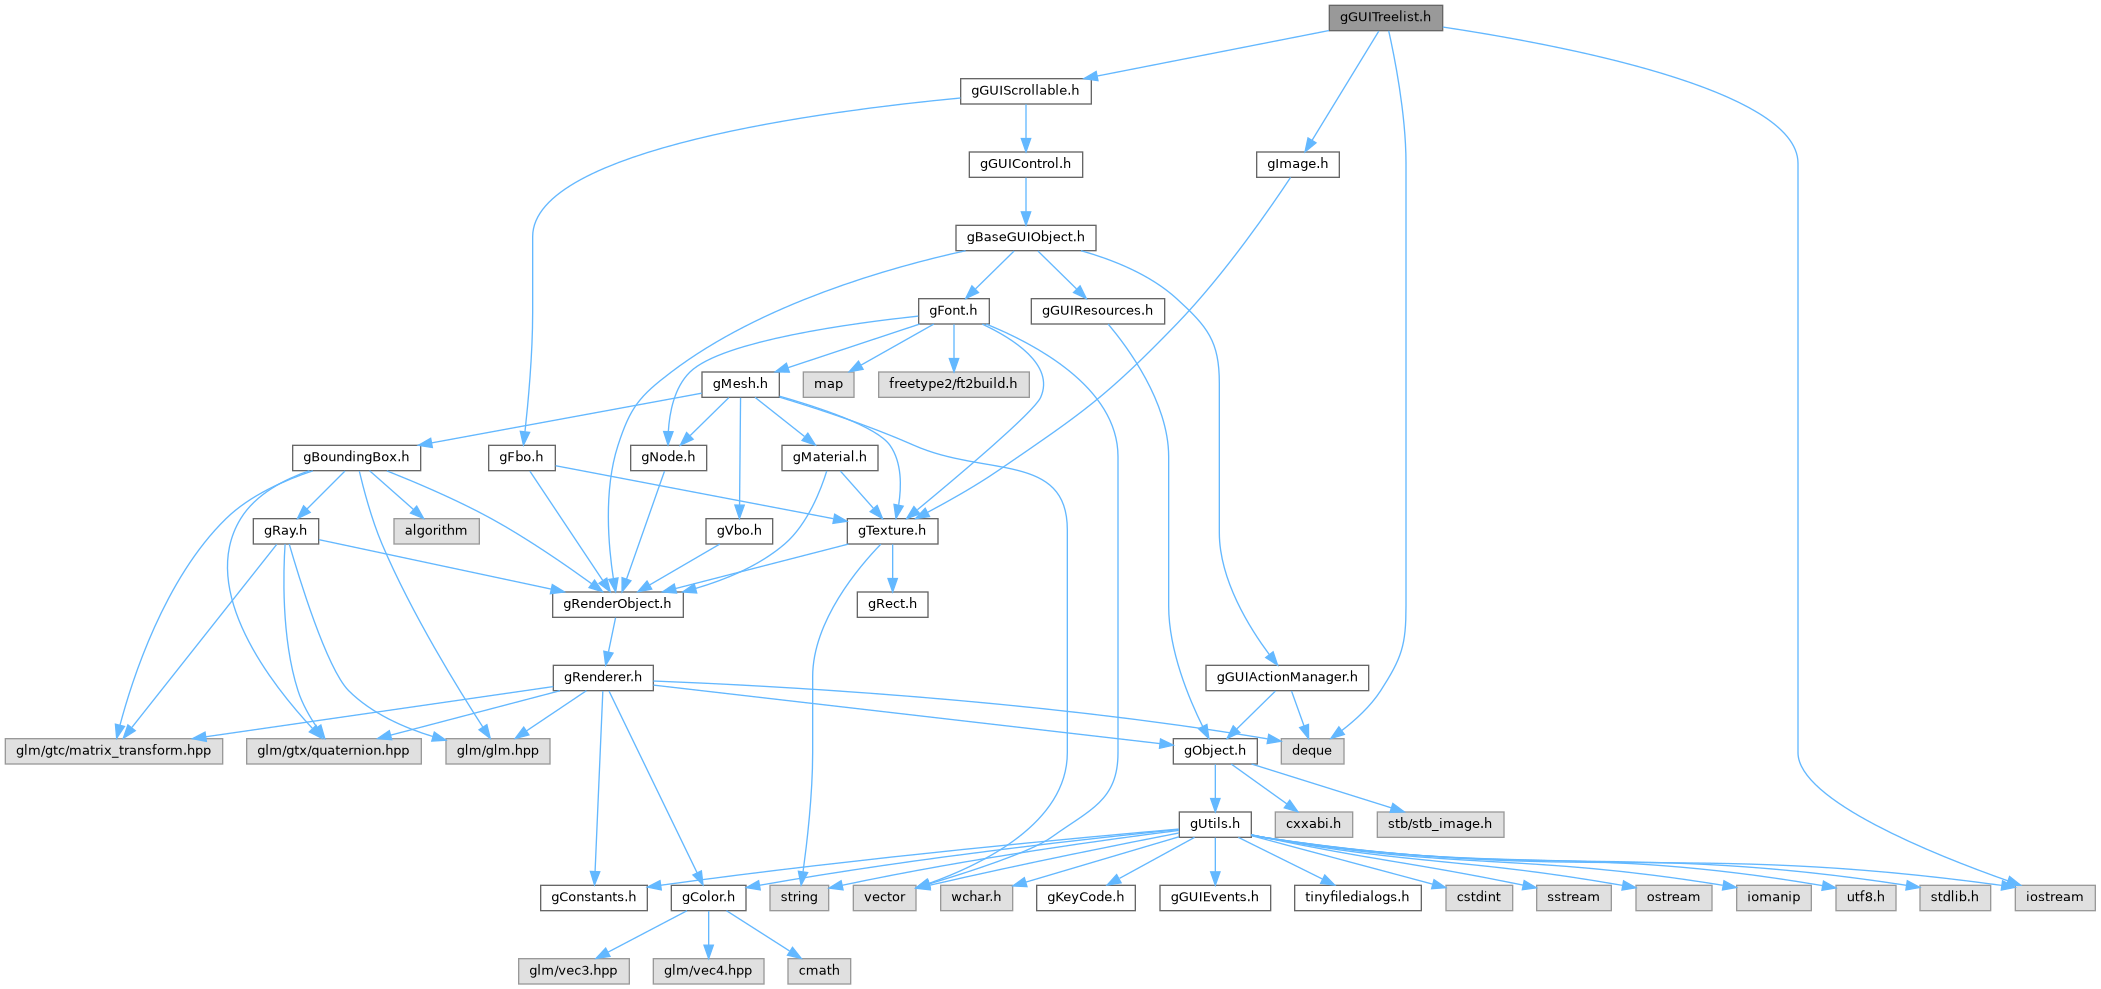 gGUITreelist.h
gGUIScrollable.h
gGUIControl.h
gImage.h
gBaseGUIObject.h
gFont.h
gGUIResources.h
gMesh.h
map
freetype2/ft2build.h
gBoundingBox.h
gFbo.h
gNode.h
gMaterial.h
gRay.h
algorithm
gVbo.h
gTexture.h
gRenderObject.h
gRect.h
gRenderer.h
gGUIActionManager.h
glm/gtc/matrix_transform.hpp
glm/gtx/quaternion.hpp
glm/glm.hpp
gObject.h
deque
gUtils.h
cxxabi.h
stb/stb_image.h
gConstants.h
gColor.h
string
vector
wchar.h
gKeyCode.h
gGUIEvents.h
tinyfiledialogs.h
cstdint
sstream
ostream
iomanip
utf8.h
stdlib.h
iostream
glm/vec3.hpp
glm/vec4.hpp
cmath